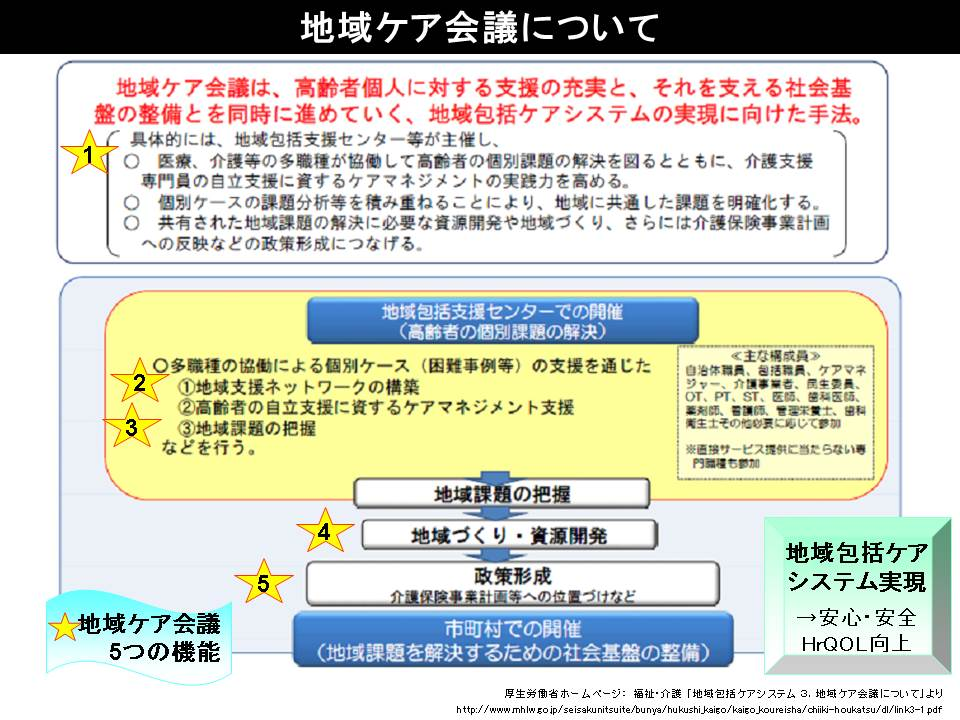 地域ケア会議について
地域ケア会議は、高齢者個人に対する支援の充実と、それを支える社会基
盤の整備とを同時に進めていく、地域包括ケアシステムの実現に向けた手法。
1
具体的には、地域包括支援センター等が主催し、
○ 医療、介護等の多職種が協働して高齢者の個別課題の解決を図るとともに、介護支援
専門員の自立支援に資するケアマネジメントの実践力を高める。
○ 個別ケースの課題分析等を積み重ねることにより、地域に共通した課題を明確化する。
○ 共有された地域課題の解決に必要な資源開発や地域づくり、さらには介護保険事業計画
への反映などの政策形成につなげる。
地域包括支援センターでの開催
（高齢者の個別課題の解決）
○多職種の協働による個別ケース（困難事例等）の支援を通じた
2
①地域支援ネットワークの構築
②高齢者の自立支援に資するケアマネジメント支援
3
③地域課題の把握
などを行う。
≪主な構成員≫
自治体職員、包括職員、ケアマネ
ジャー、介護事業者、民生委員、
OT、PT、ST、医師、歯科医師、
薬剤師、看護師、管理栄養士、歯科
衛生士その他必要に応じて参加
※直接サービス提供に当たらない専
門職種も参加
地域課題の把握
4
地域づくり・資源開発
5
政策形成
介護保険事業計画等への位置づけなど
市町村での開催
（地域課題を解決するための社会基盤の整備）
地域ケア会議
5つの機能
地域包括ケア
システム実現
→安心・安全
HrQOL向上
厚生労働省ホームページ： 福祉・介護 「地域包括ケアシステム 3．地域ケア会議について」より
http://www.mhlw.go.jp/seisakunitsuite/bunya/hukushi_kaigo/kaigo_koureisha/chiiki-houkatsu/dl/link3-1.pdf